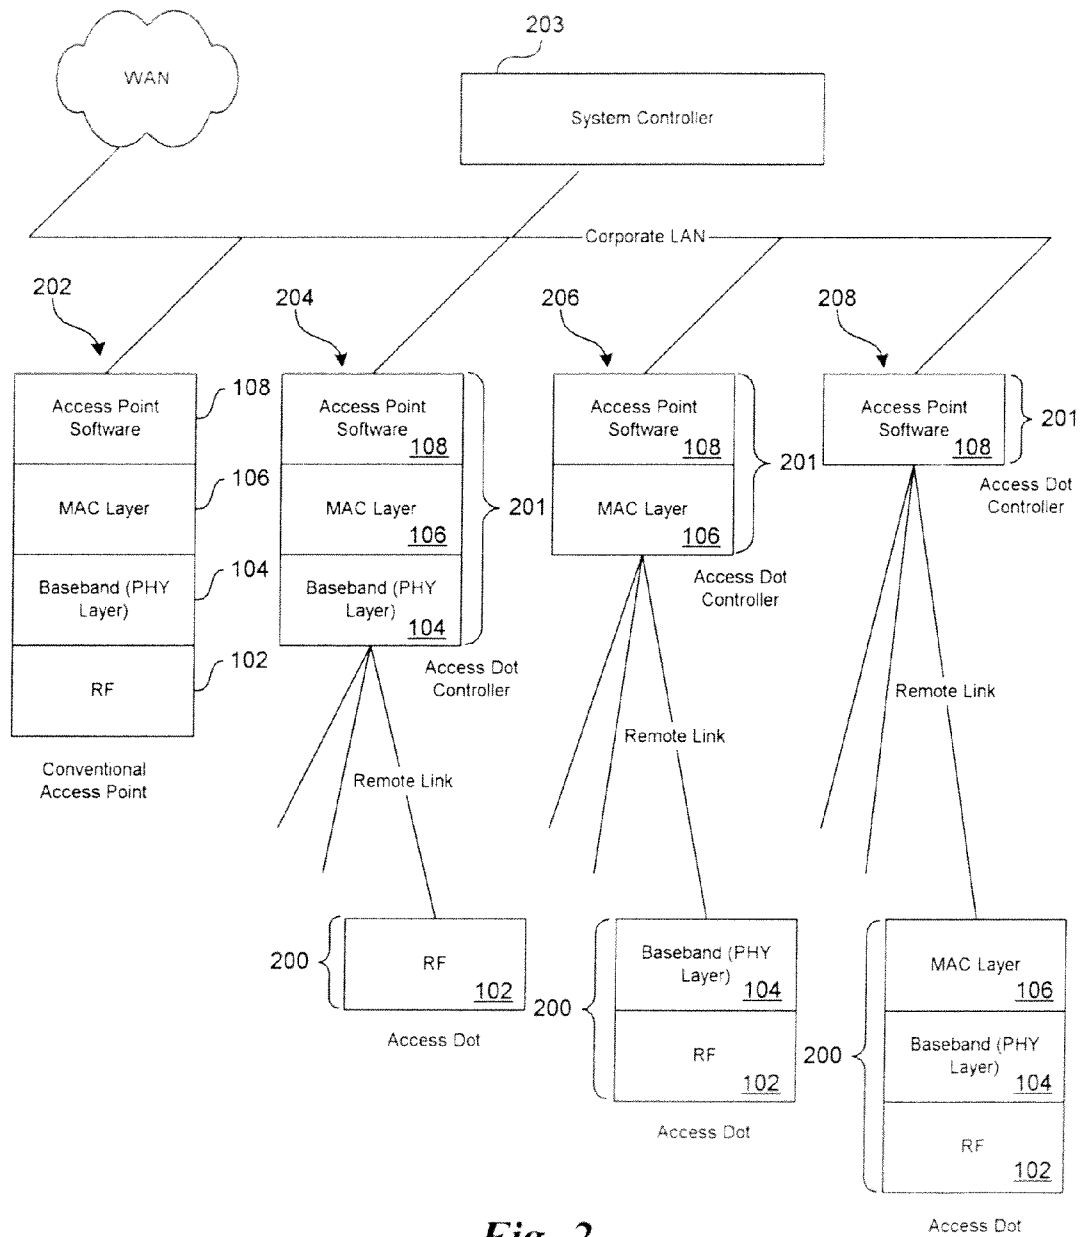 203
WAN
System Controller
Corporate LAN
202
204
206
208
Access Point
Software
108
Access Point
Software
108
Access Point
Software
108
Access Point
Software
108
201
Access Dot
Controller
MAC Layer
106
MAC Layer
106
201
MAC Layer
106
201
Access Dot
Controller
Baseband (PHY
Layer)
104
Baseband (PHY
Layer)
104
Access Dot
Controller
RF
102
Conventional
Access Point
Remote Link
Remote Link
Remote Link
200
RF
102
Access Dot
200
Baseband (PHY
Layer)
104
RF
102
Access Dot
200
MAC Layer
106
Baseband (PHY
Layer)
104
RF
102
Access Dot
Fig. 2